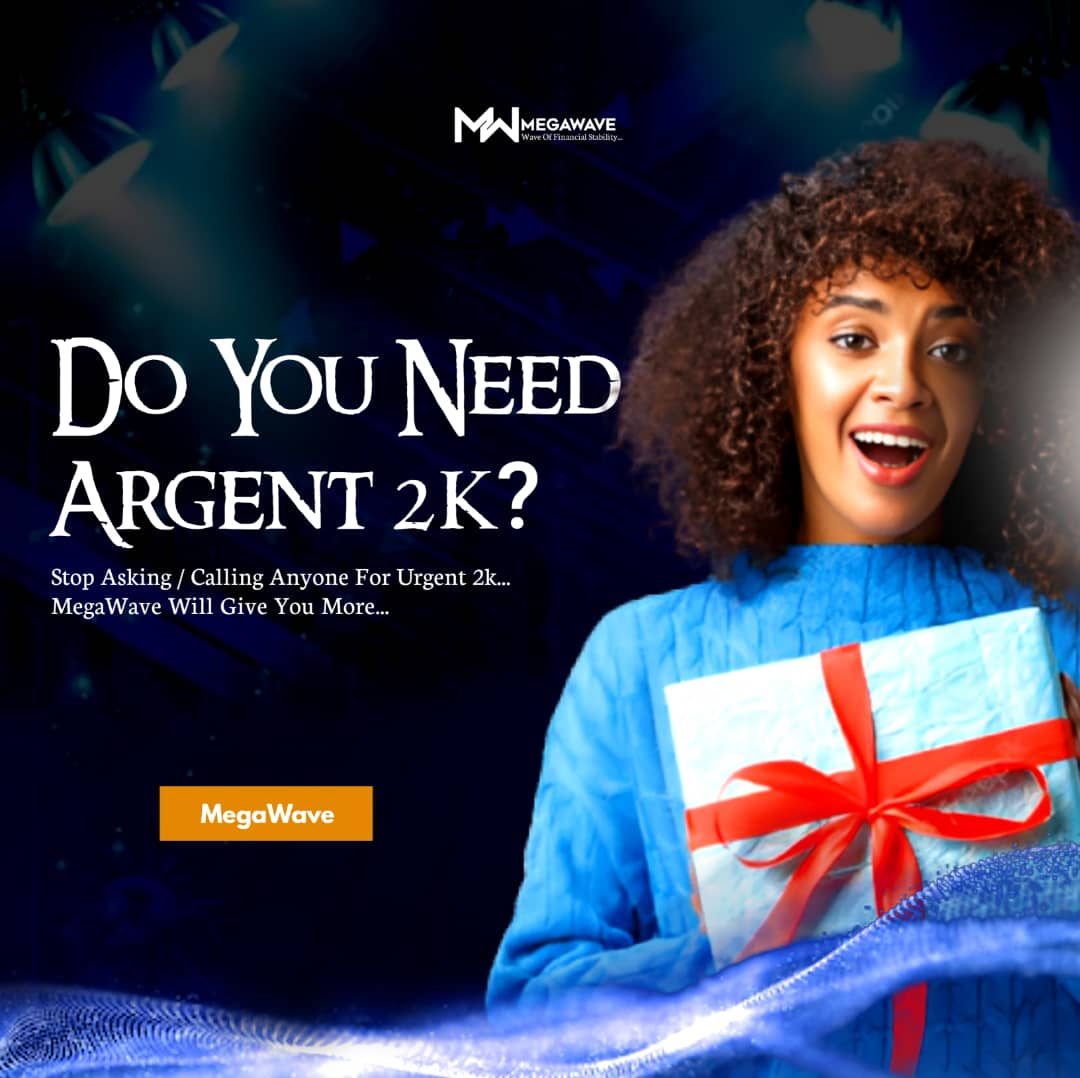 MW MEGAWAVE
Wave Of Financial Stability...
DO YOU NEED
ARGENT 2K?
Stop Asking / Calling Anyone For Urgent 2k...
MegaWave Will Give You More...
MegaWave